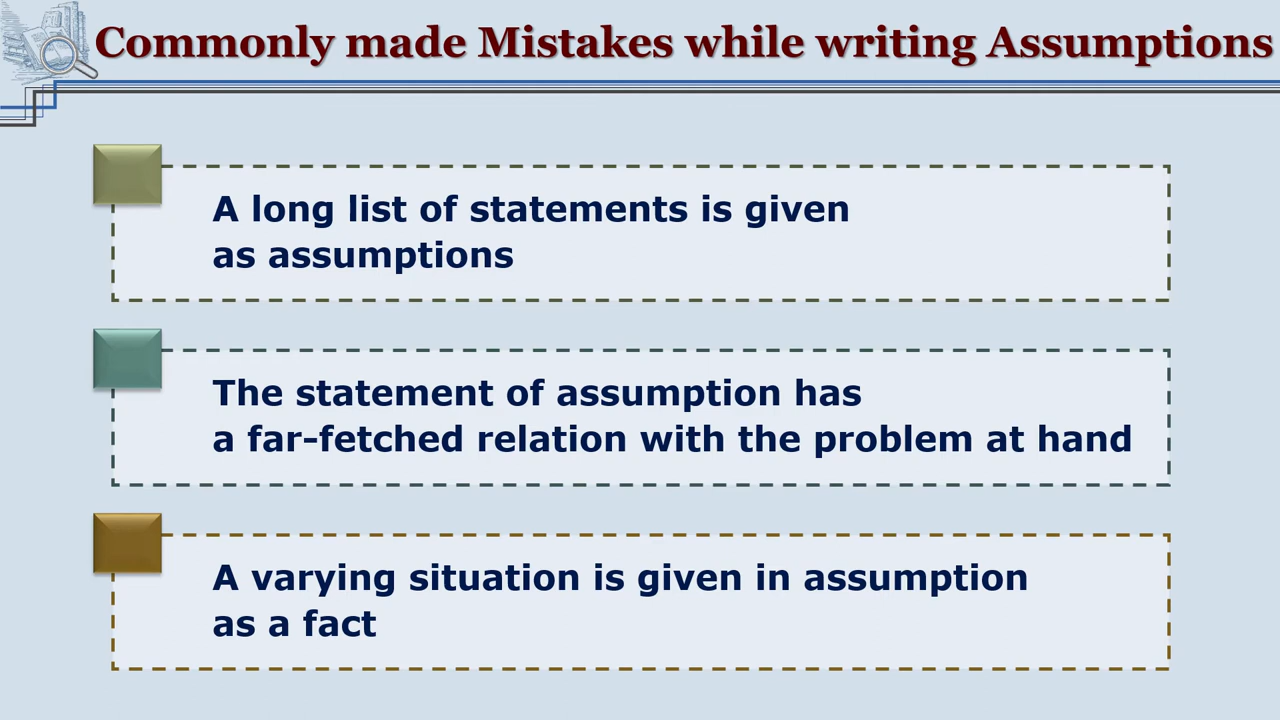 Commonly made Mistakes while writing Assumptions
A long list of statements is given
as assumptions
The statement of assumption has
a far-fetched relation with the problem at hand
A varying situation is given in assumption
as a fact